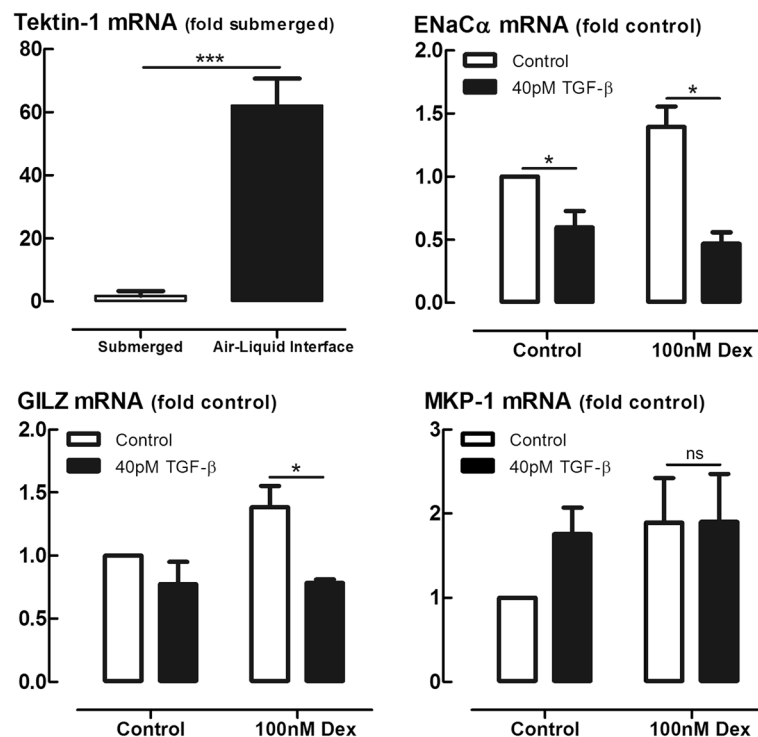 Tektin-1 mRNA (fold submerged)
80
60
40
20
0
***
Submerged
Air-Liquid Interface
ENaCα mRNA (fold control)
2.0
1.5
1.0
0.5
0.0
Control
40pM TGF-β
*
*
Control
100nM Dex
GILZ mRNA (fold control)
2.0
1.5
1.0
0.5
0.0
Control
40pM TGF-β
*
Control
100nM Dex
MKP-1 mRNA (fold control)
3
2
1
0
Control
40pM TGF-β
ns
Control
100nM Dex